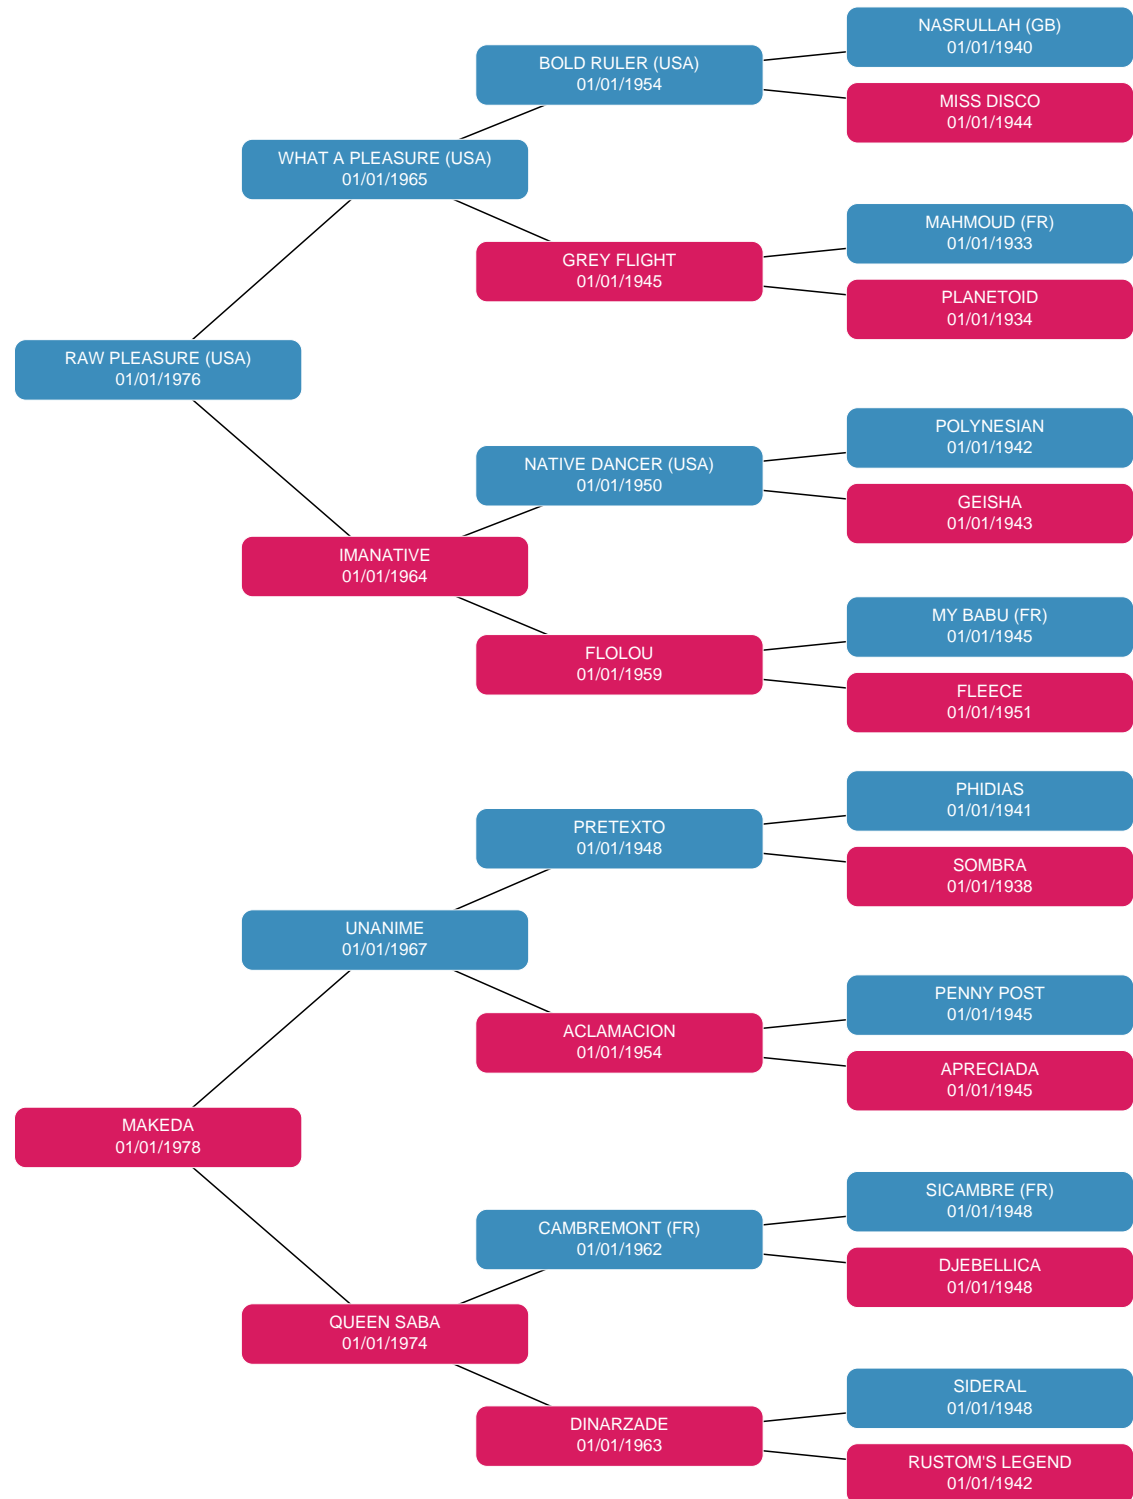 NASRULLAH (GB)
01/01/1940
BOLD RULER (USA)
01/01/1954
MISS DISCO
01/01/1944
WHAT A PLEASURE (USA)
01/01/1965
MAHMOUD (FR)
01/01/1933
GREY FLIGHT
01/01/1945
PLANETOID
01/01/1934
RAW PLEASURE (USA)
01/01/1976
POLYNESIAN
01/01/1942
NATIVE DANCER (USA)
01/01/1950
GEISHA
01/01/1943
IMANATIVE
01/01/1964
MY BABU (FR)
01/01/1945
FLOLOU
01/01/1959
FLEECE
01/01/1951
PHIDIAS
01/01/1941
PRETEXTO
01/01/1948
SOMBRA
01/01/1938
UNANIME
01/01/1967
PENNY POST
01/01/1945
ACLAMACION
01/01/1954
APRECIADA
01/01/1945
MAKEDA
01/01/1978
SICAMBRE (FR)
01/01/1948
CAMBREMONT (FR)
01/01/1962
DJEBELLICA
01/01/1948
QUEEN SABA
01/01/1974
SIDERAL
01/01/1948
DINARZADE
01/01/1963
RUSTOM'S LEGEND
01/01/1942